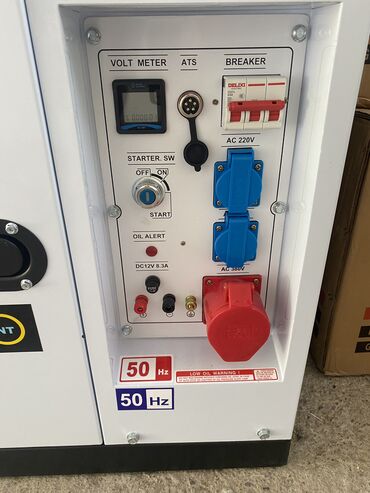 VOLT METER ATS BREAKER
DELIXI
AC 220V
STARTER. SW
OFF ON
START
OIL ALERT
DC12V 8.3A
AC 380V
NT
50 Hz
LOW OIL WARNING !
50 Hz